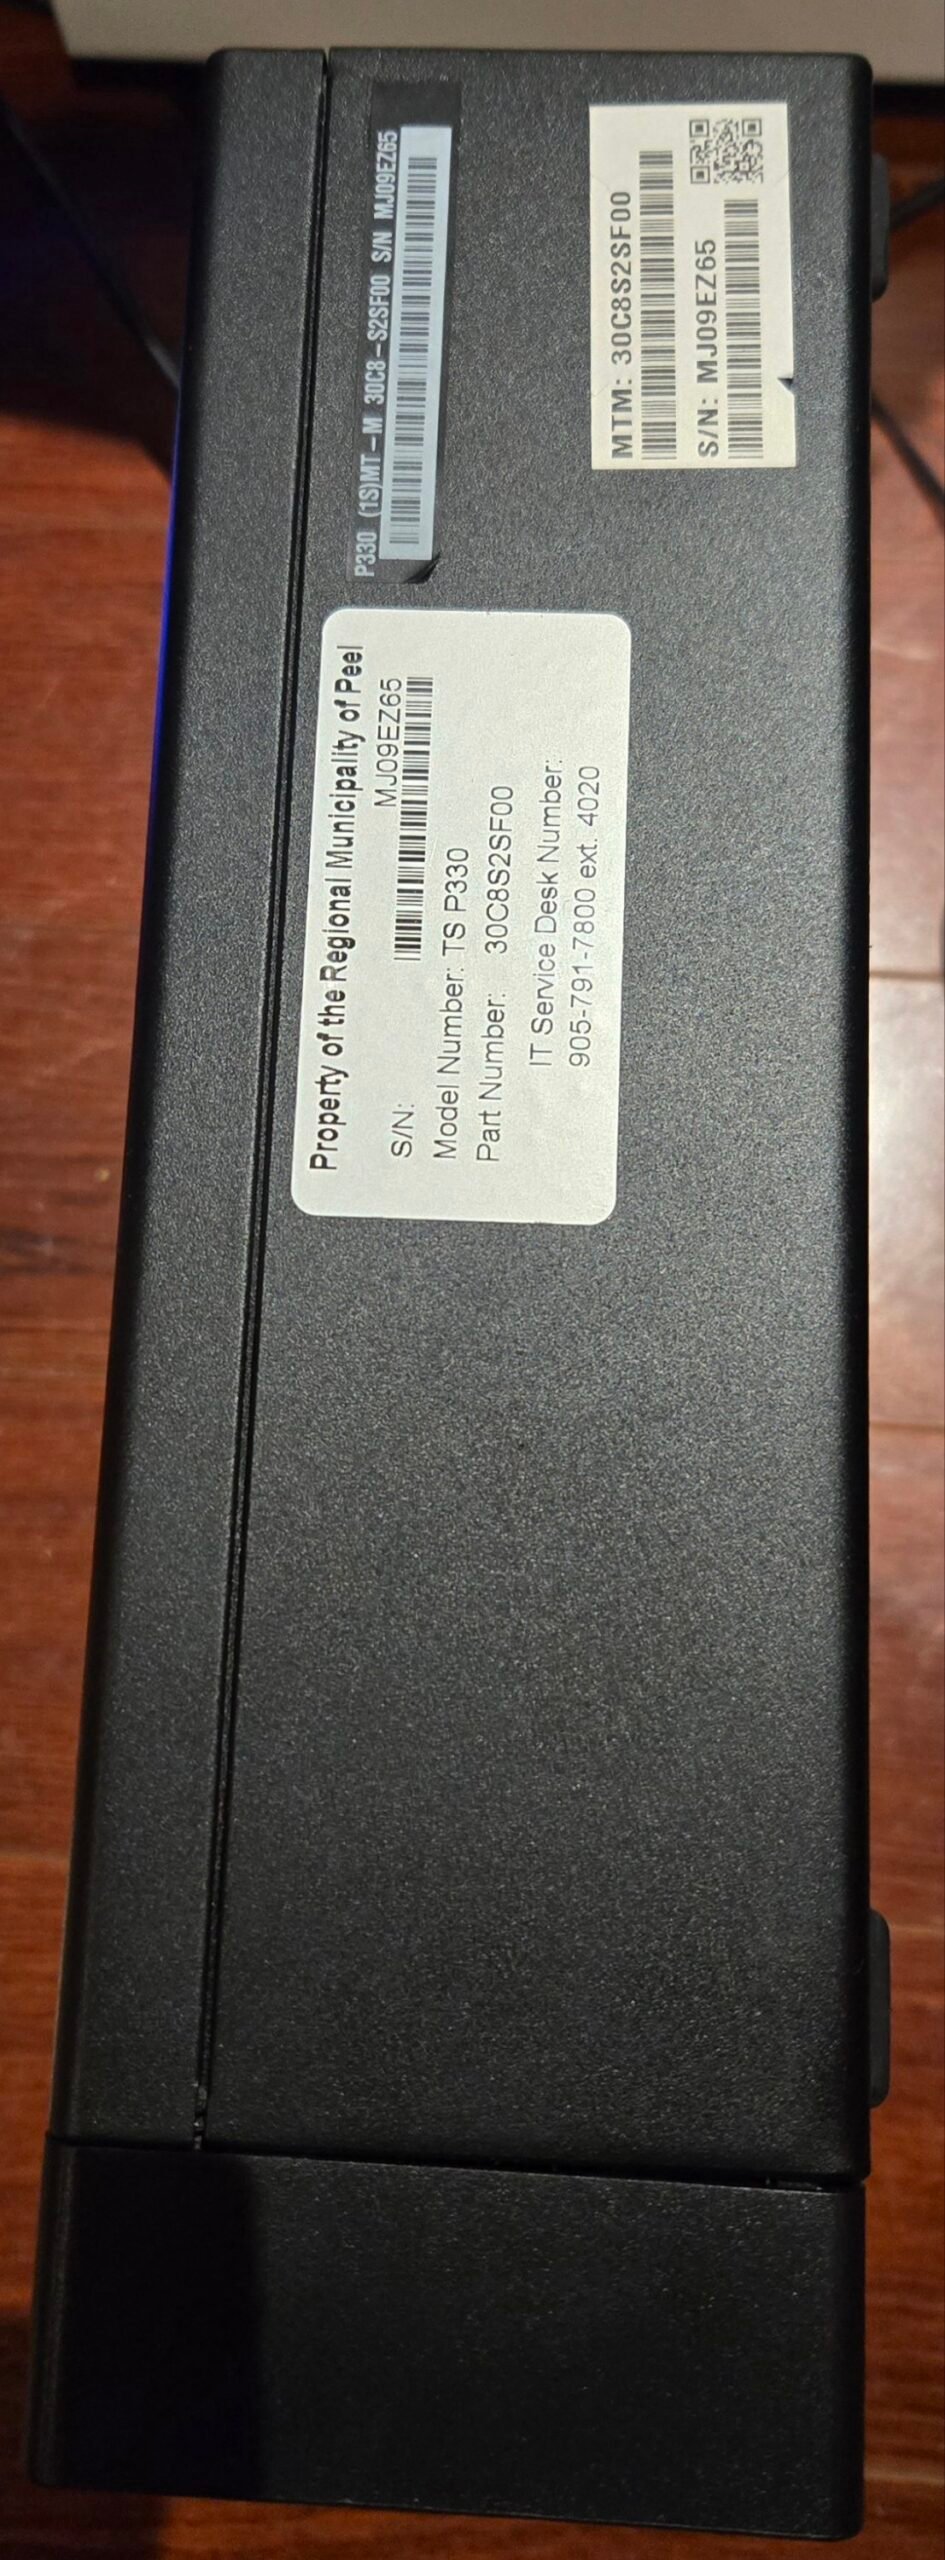 P330 (1S)MT-M 30C8-S2SF00 S/N MJ09EZ65
MTM: 30C8S2SF00
S/N: MJ09EZ65
Property of the Regional Municipality of Peel
S/N: MJ09EZ65
Model Number: TS P330
Part Number: 30C8S2SF00
IT Service Desk Number:
905-791-7800 ext. 4020